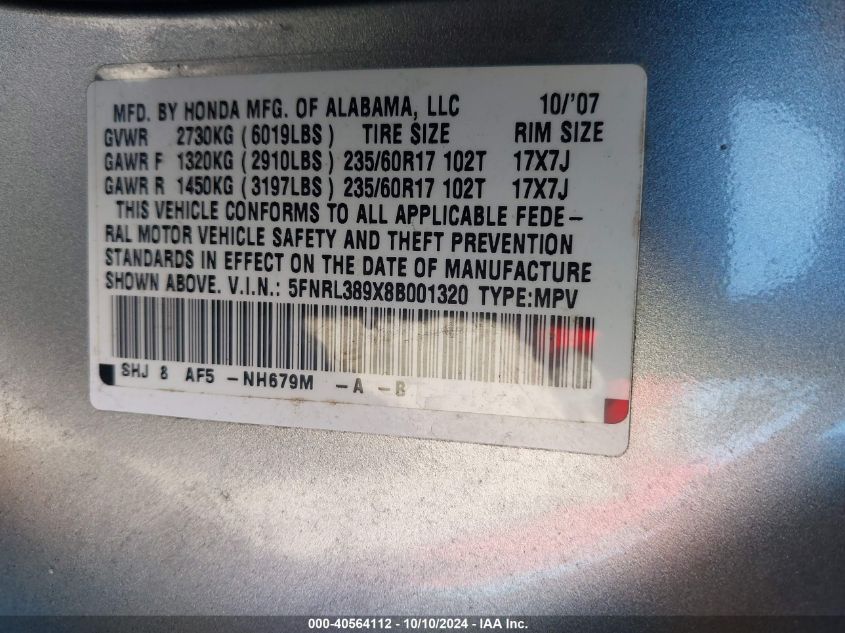 MFD. BY HONDA MFG. OF ALABAMA, LLC 10/'07
GVWR 2730KG (6019LBS) TIRE SIZE RIM SIZE
GAWR F 1320KG (2910LBS) 235/60R17 102T 17X7J
GAWR R 1450KG (3197LBS) 235/60R17 102T 17X7J
THIS VEHICLE CONFORMS TO ALL APPLICABLE FEDE-
RAL MOTOR VEHICLE SAFETY AND THEFT PREVENTION
STANDARDS IN EFFECT ON THE DATE OF MANUFACTURE
SHOWN ABOVE. V.I.N.: 5FNRL389X8B001320 TYPE:MPV
SHJ 8 AF5 -NH679M -A -B
000-40564112 - 10/10/2024 - IAA Inc.